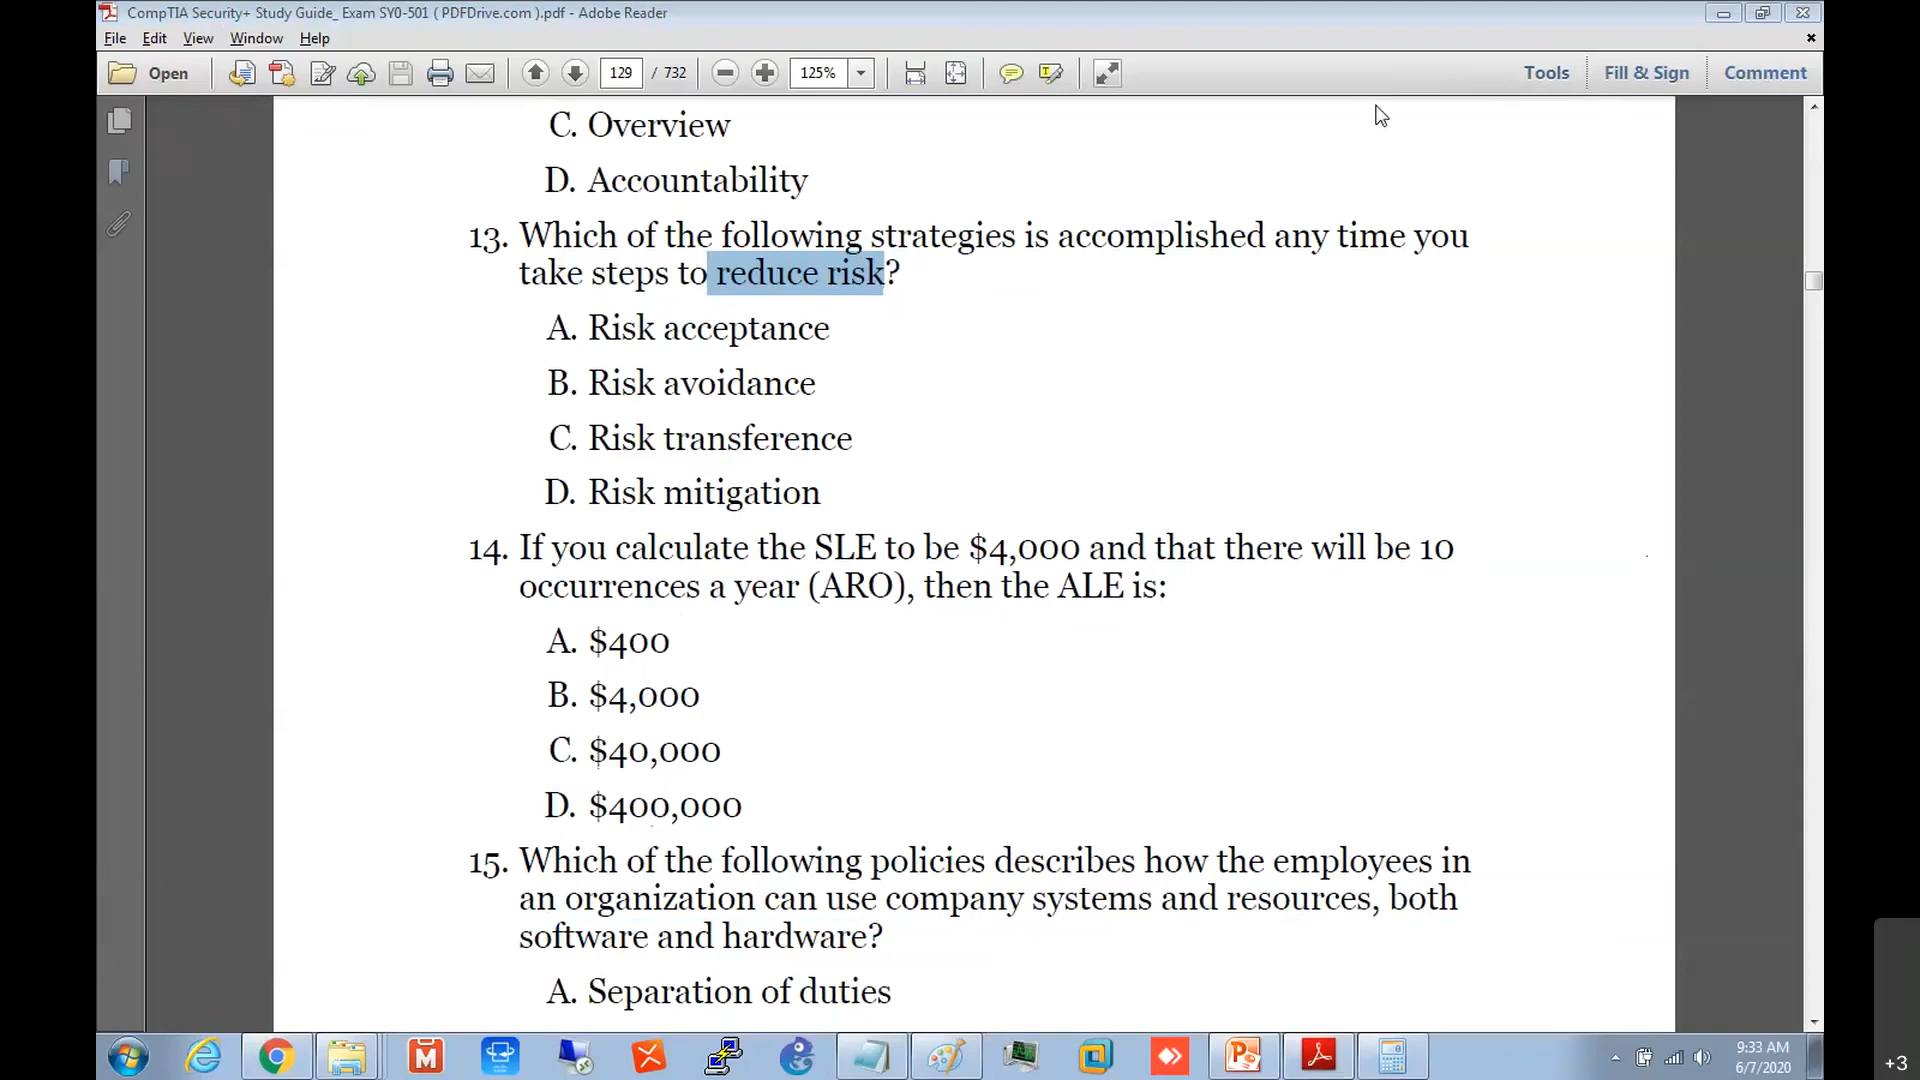 CompTIA Security+ Study Guide_ Exam SY0-501 ( PDFDrive.com ).pdf - Adobe Reader
File Edit View Window Help
Open 129 / 732 125% Tools Fill & Sign Comment
C. Overview
D. Accountability
13. Which of the following strategies is accomplished any time you
take steps to reduce risk?
A. Risk acceptance
B. Risk avoidance
C. Risk transference
D. Risk mitigation
14. If you calculate the SLE to be $4,000 and that there will be 10
occurrences a year (ARO), then the ALE is:
A. $400
B. $4,000
C. $40,000
D. $400,000
15. Which of the following policies describes how the employees in
an organization can use company systems and resources, both
software and hardware?
A. Separation of duties
9:33 AM
6/7/2020
+3